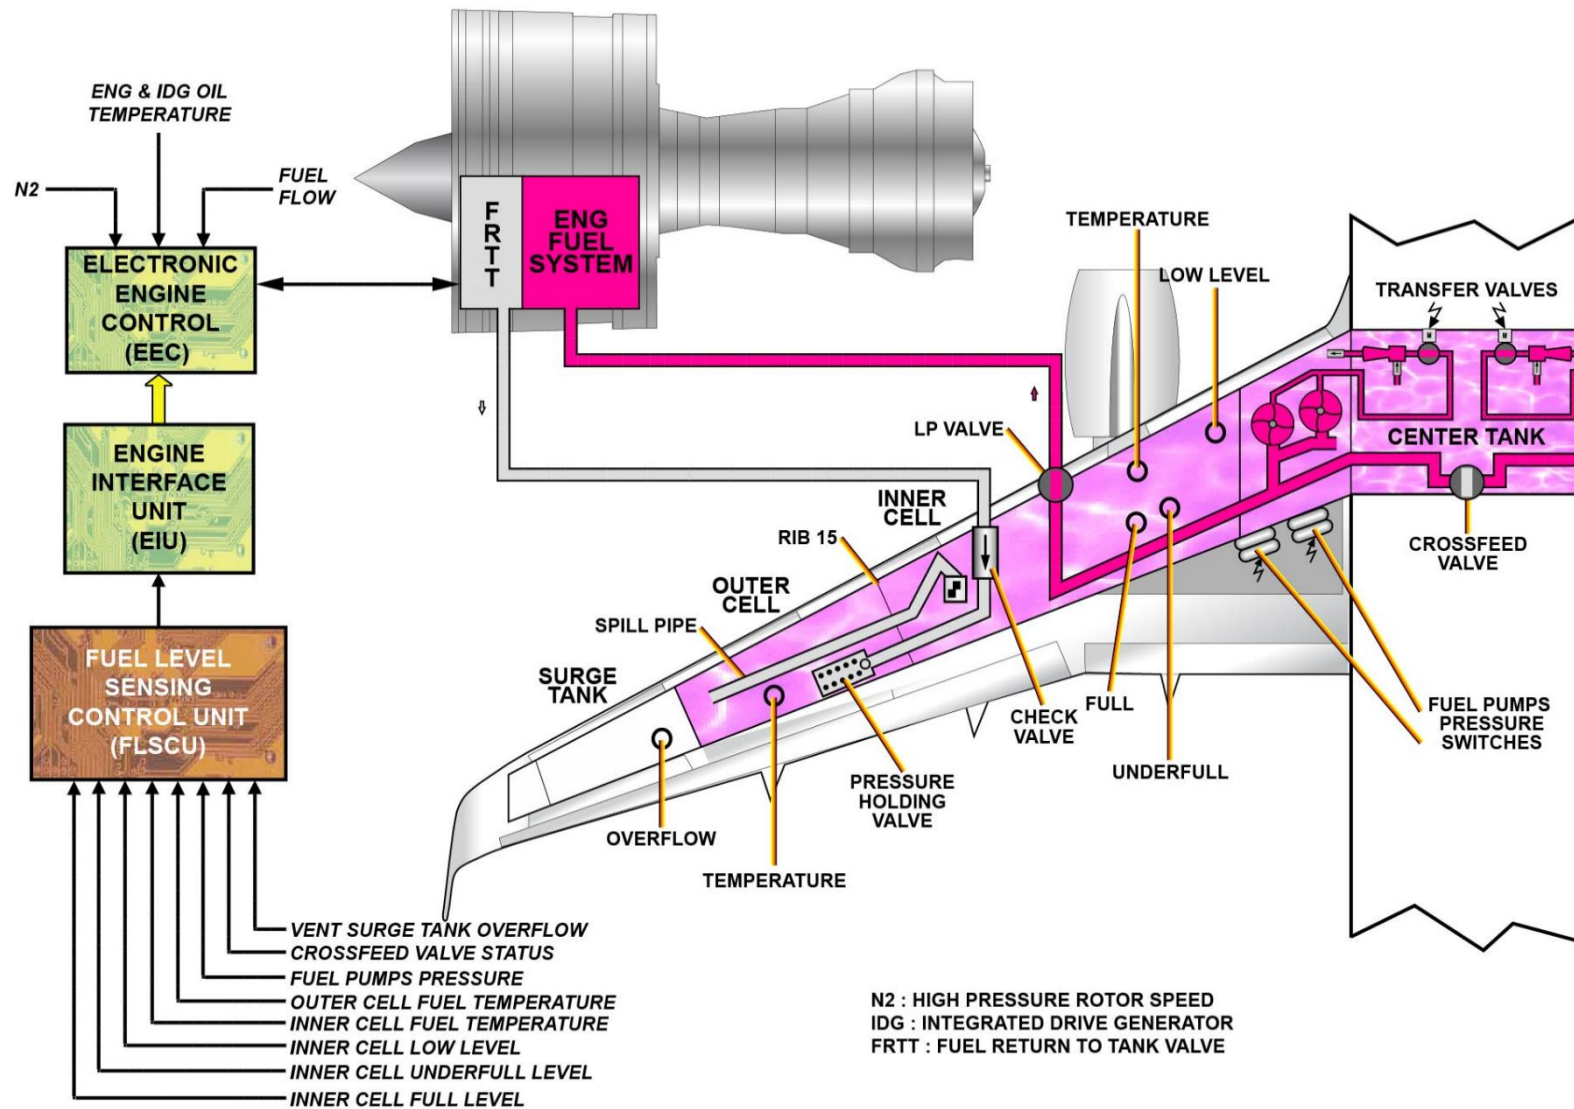 ENG & IDG OIL
TEMPERATURE
N2
FUEL
FLOW
ELECTRONIC
ENGINE
CONTROL
(EEC)
ENGINE
INTERFACE
UNIT
(EIU)
FUEL LEVEL
SENSING
CONTROL UNIT
(FLSCU)
VENT SURGE TANK OVERFLOW
CROSSFEED VALVE STATUS
FUEL PUMPS PRESSURE
OUTER CELL FUEL TEMPERATURE
INNER CELL FUEL TEMPERATURE
INNER CELL LOW LEVEL
INNER CELL UNDERFULL LEVEL
INNER CELL FULL LEVEL
F
R
T
T
ENG
FUEL
SYSTEM
TEMPERATURE
LOW LEVEL
TRANSFER VALVES
M
M
LP VALVE
CENTER TANK
INNER
CELL
RIB 15
OUTER
CELL
SPILL PIPE
SURGE
TANK
CROSSFEED
VALVE
FULL
CHECK
VALVE
UNDERFULL
FUEL PUMPS
PRESSURE
SWITCHES
PRESSURE
HOLDING
VALVE
OVERFLOW
TEMPERATURE
N2 : HIGH PRESSURE ROTOR SPEED
IDG : INTEGRATED DRIVE GENERATOR
FRTT : FUEL RETURN TO TANK VALVE